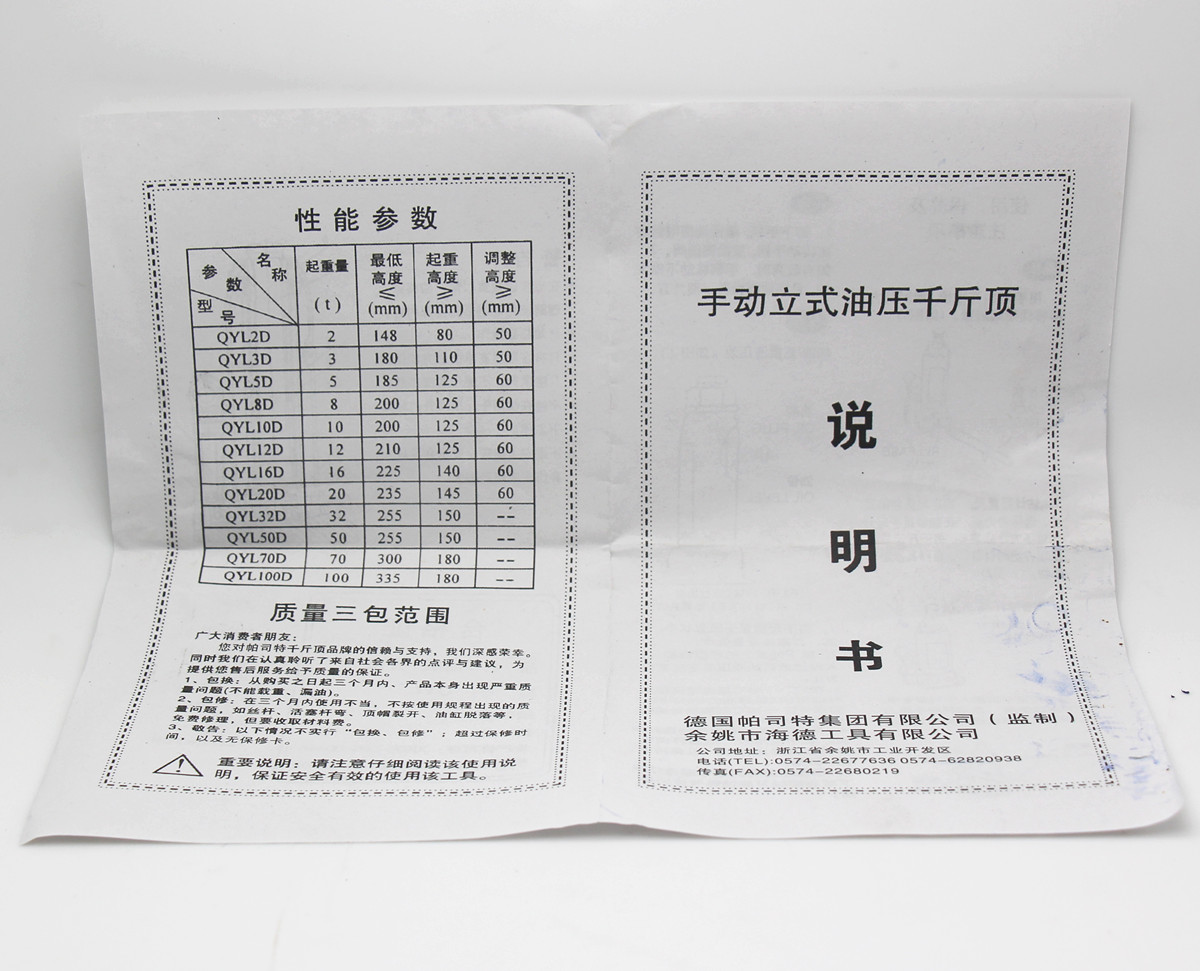 性能参数
名称 参数 型号 起重量 (t) 最低高度≤ (mm) 起重高度≥ (mm) 调整高度≥ (mm)
QYL2D 2 148 80 50
QYL3D 3 180 110 50
QYL5D 5 185 125 60
QYL8D 8 200 125 60
QYL10D 10 200 125 60
QYL12D 12 210 125 60
QYL16D 16 225 140 60
QYL20D 20 235 145 60
QYL32D 32 255 150 --
QYL50D 50 255 150 --
QYL70D 70 300 180 --
QYL100D 100 335 180 --
质量三包范围
广大消费者朋友：
您对帕司特千斤顶品牌的信赖与支持，我们深感荣幸。
同时我们在认真聆听了来自社会各界的点评与建议，为
提供您售后服务给予质量的保证。
1、包换：从购买之日起三个月内、产品本身出现严重质
量问题(不能载重、漏油)。
2、包修：在三个月内使用不当，不按使用规程出现的质
量问题，如丝杆、活塞杆弯、顶帽裂开、油缸脱落等，
免费修理，但要收取材料费。
3、敬告：以下情况不实行“包换、包修”；超过保修时
间，以及无保修卡。
重要说明：请注意仔细阅读该使用说
明，保证安全有效的使用该工具。
手动立式油压千斤顶
说
明
书
德国帕司特集团有限公司（监制）
余姚市海德工具有限公司
公司地址：浙江省余姚市工业开发区
电话(TEL):0574-22677636 0574-62820938
传真(FAX):0574-22680219